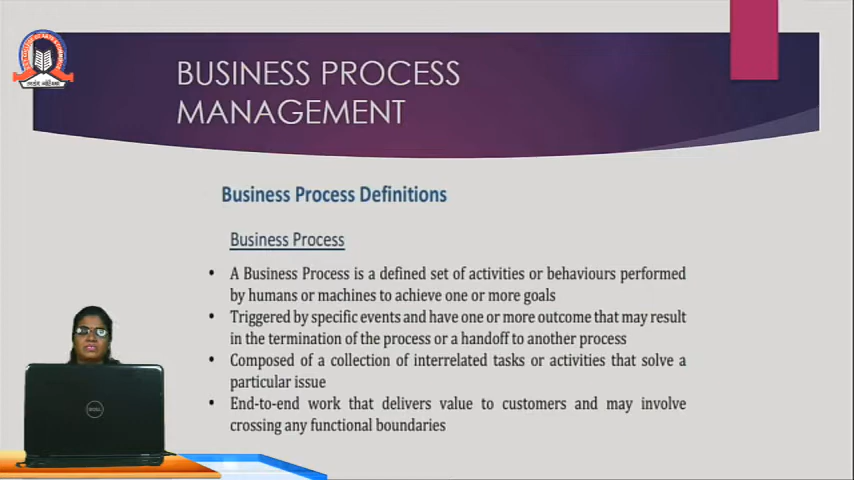 BUSINESS PROCESS
MANAGEMENT
Business Process Definitions
Business Process
• A Business Process is a defined set of activities or behaviours performed
by humans or machines to achieve one or more goals
• Triggered by specific events and have one or more outcome that may result
in the termination of the process or a handoff to another process
• Composed of a collection of interrelated tasks or activities that solve a
particular issue
• End-to-end work that delivers value to customers and may involve
crossing any functional boundaries
DELL